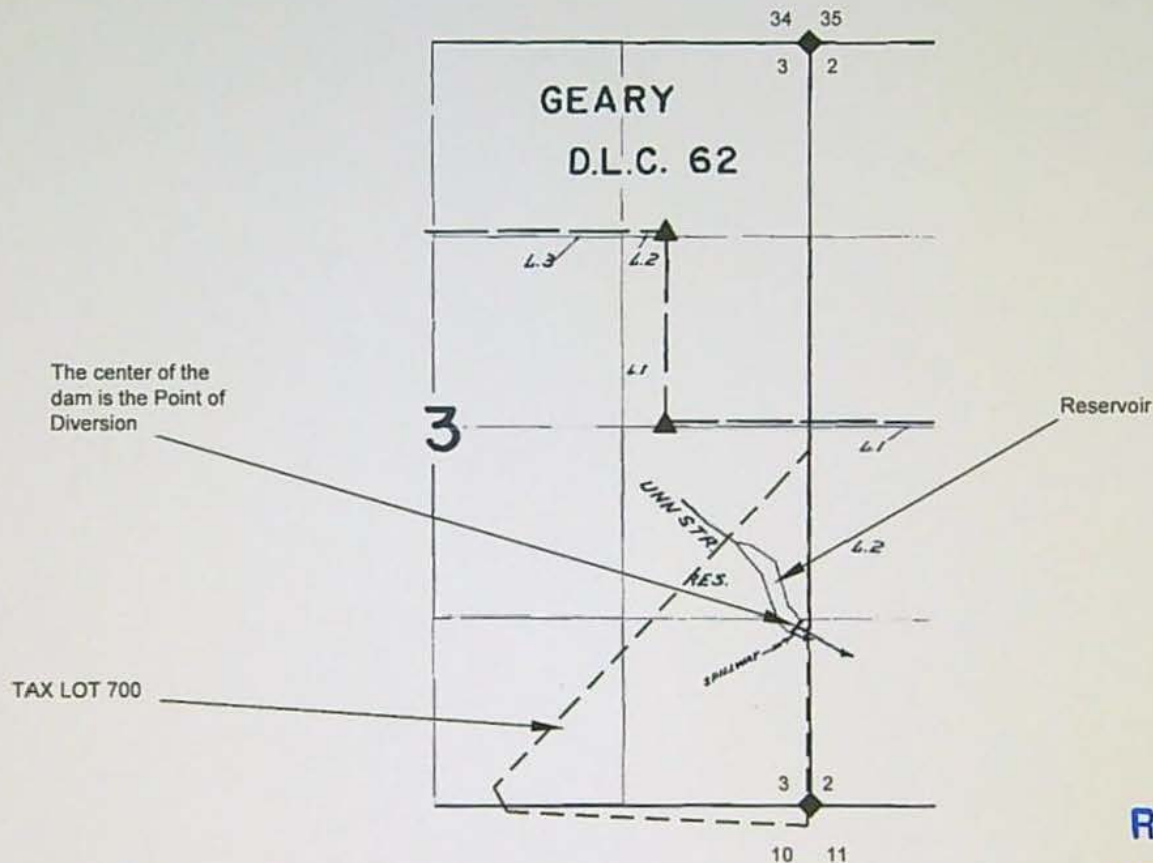 34 35
3 2
GEARY
D.L.C. 62
L.3
L.2
L1
The center of the
dam is the Point of
Diversion
3
Reservoir
L1
UNN STR.
L.2
RES.
SPILLWAY
TAX LOT 700
3 2
R
10 11